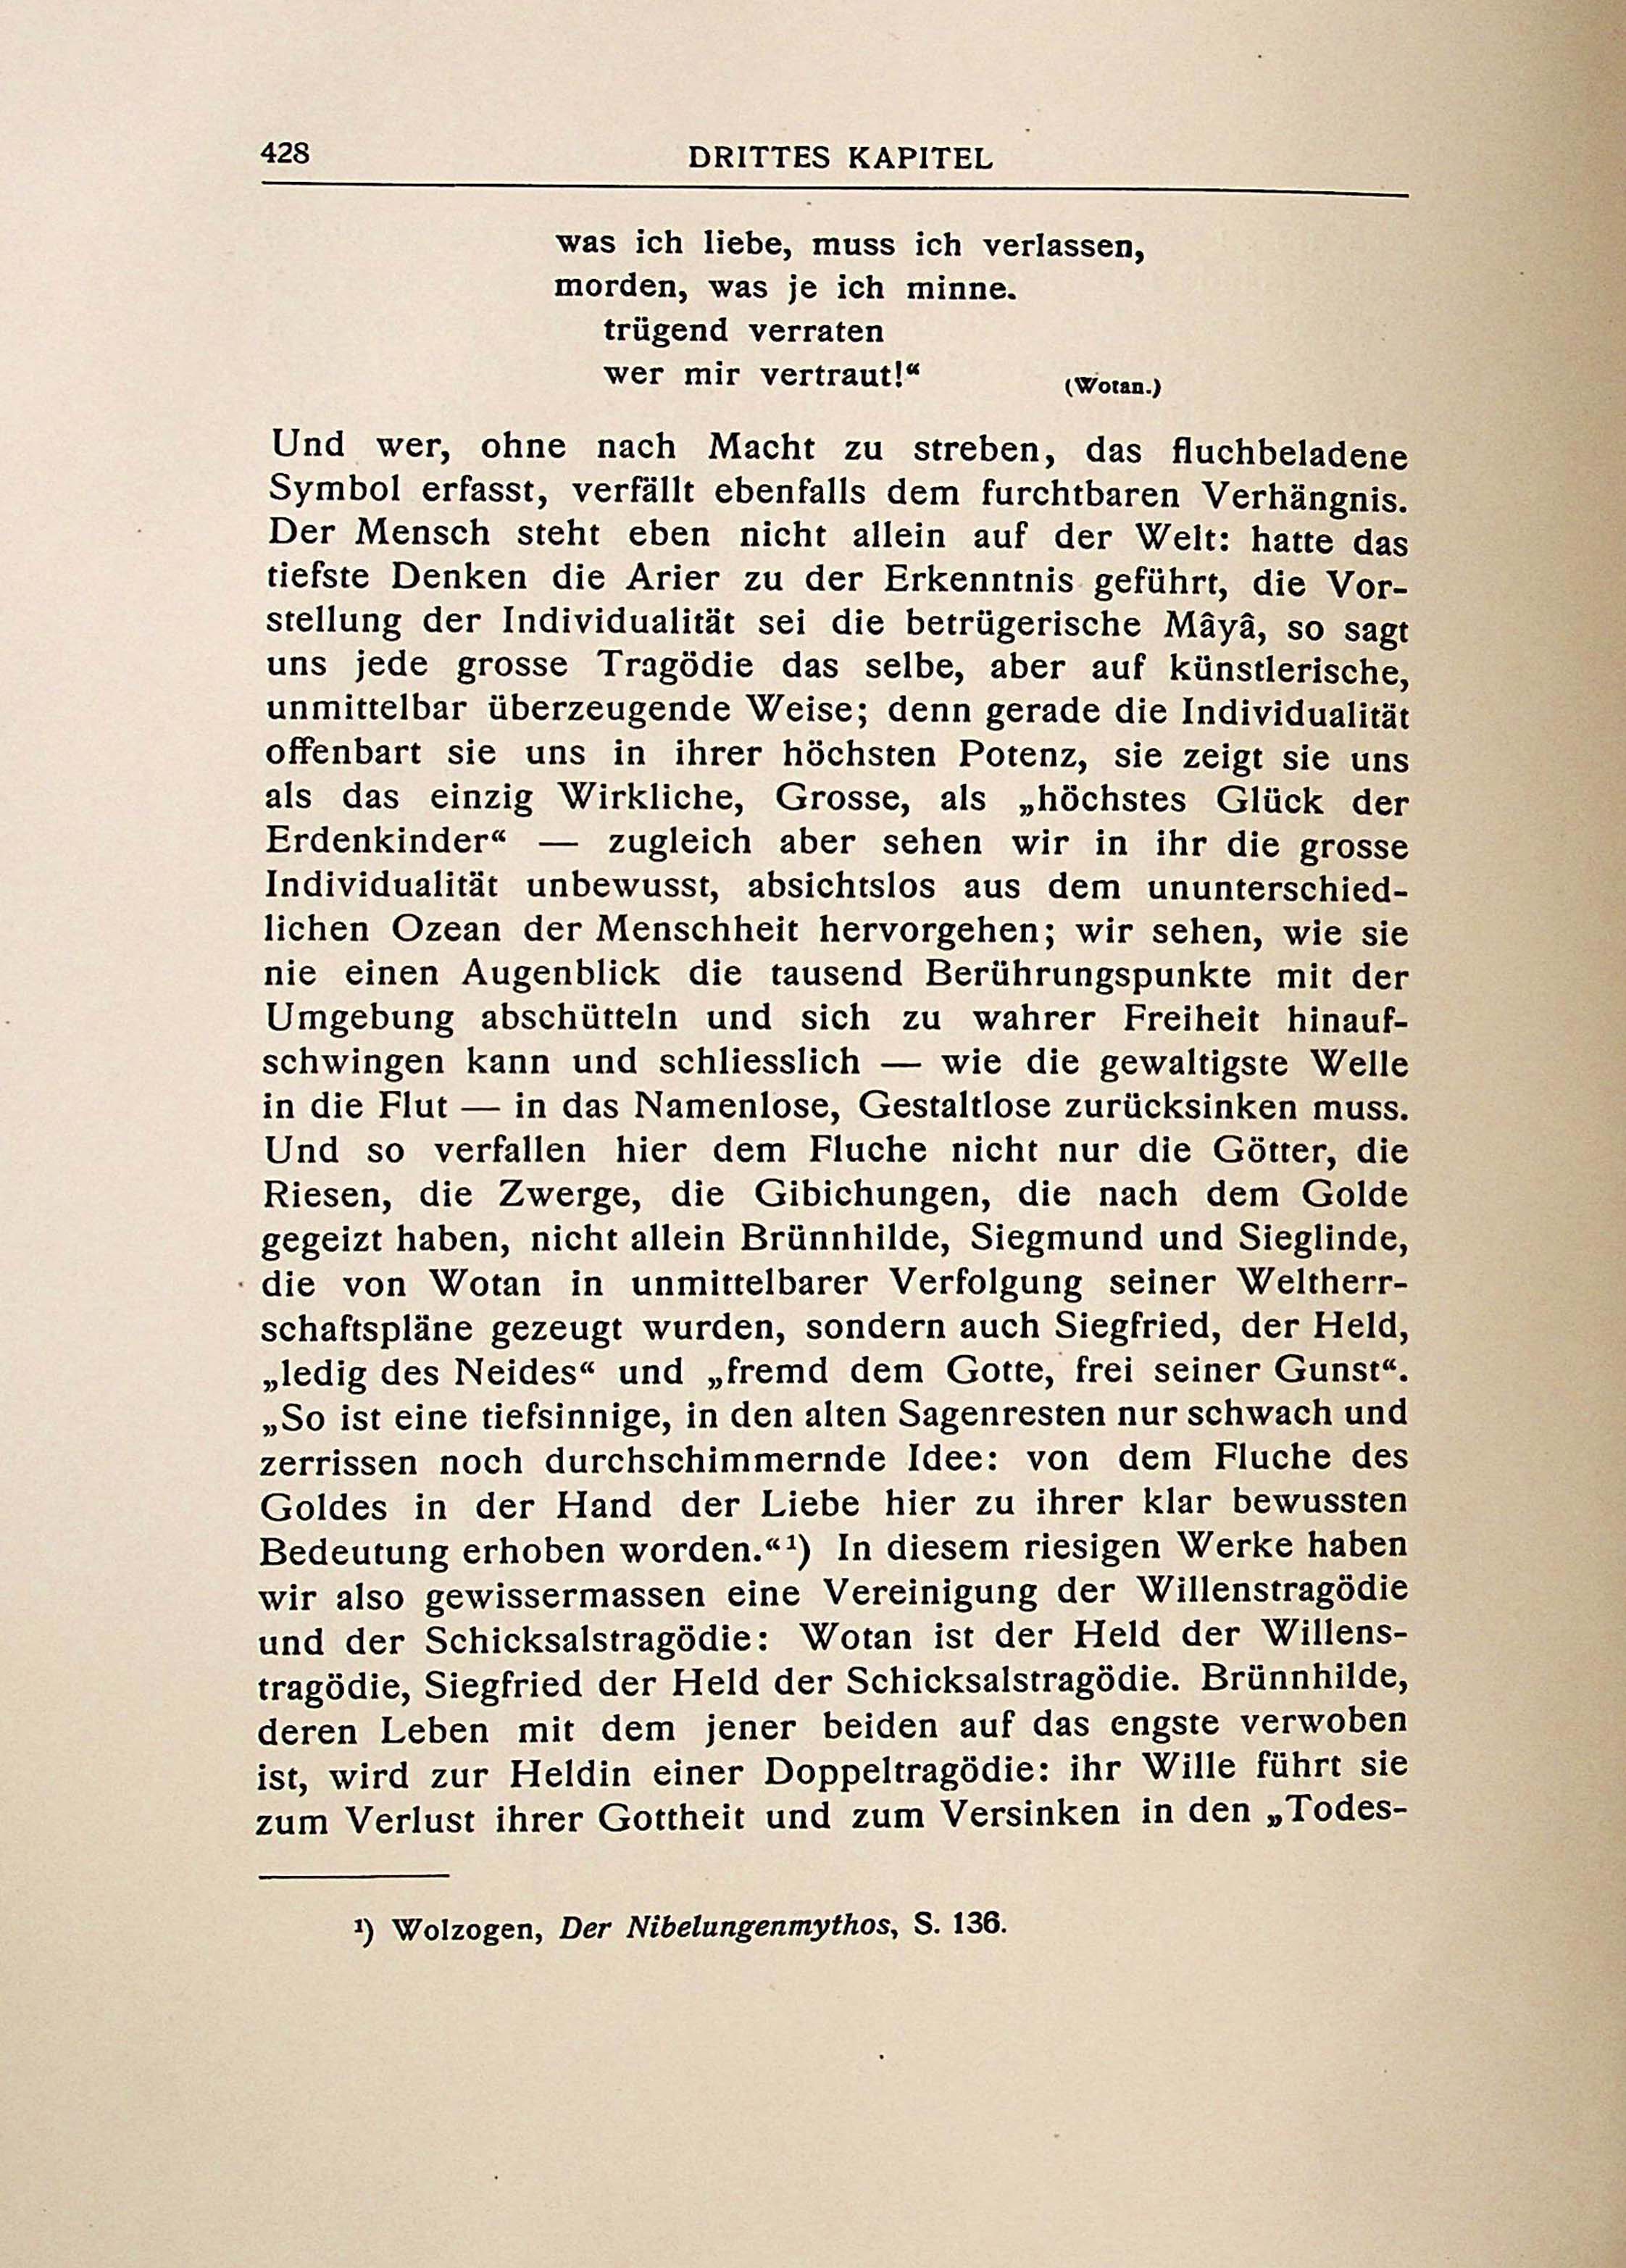 428
DRITTES KAPITEL
was ich liebe, muss ich verlassen,
morden, was je ich minne.
trügend verraten
wer mir vertraut!“
(Wotan.)
Und wer, ohne nach Macht zu streben, das fluchbeladene
Symbol erfasst, verfällt ebenfalls dem furchtbaren Verhängnis.
Der Mensch steht eben nicht allein auf der Welt: hatte das
tiefste Denken die Arier zu der Erkenntnis geführt, die Vor-
stellung der Individualität sei die betrügerische Mâyâ, so sagt
uns jede grosse Tragödie das selbe, aber auf künstlerische,
unmittelbar überzeugende Weise; denn gerade die Individualität
offenbart sie uns in ihrer höchsten Potenz, sie zeigt sie uns
als das einzig Wirkliche, Grosse, als „höchstes Glück der
Erdenkinder“ — zugleich aber sehen wir in ihr die grosse
Individualität unbewusst, absichtslos aus dem ununterschied-
lichen Ozean der Menschheit hervorgehen; wir sehen, wie sie
nie einen Augenblick die tausend Berührungspunkte mit der
Umgebung abschütteln und sich zu wahrer Freiheit hinauf-
schwingen kann und schliesslich — wie die gewaltigste Welle
in die Flut — in das Namenlose, Gestaltlose zurücksinken muss.
Und so verfallen hier dem Fluche nicht nur die Götter, die
Riesen, die Zwerge, die Gibichungen, die nach dem Golde
gegeizt haben, nicht allein Brünnhilde, Siegmund und Sieglinde,
die von Wotan in unmittelbarer Verfolgung seiner Weltherr-
schaftspläne gezeugt wurden, sondern auch Siegfried, der Held,
„ledig des Neides“ und „fremd dem Gotte, frei seiner Gunst“.
„So ist eine tiefsinnige, in den alten Sagenresten nur schwach und
zerrissen noch durchschimmernde Idee: von dem Fluche des
Goldes in der Hand der Liebe hier zu ihrer klar bewussten
Bedeutung erhoben worden.“¹) In diesem riesigen Werke haben
wir also gewissermassen eine Vereinigung der Willenstragödie
und der Schicksalstragödie: Wotan ist der Held der Willens-
tragödie, Siegfried der Held der Schicksalstragödie. Brünnhilde,
deren Leben mit dem jener beiden auf das engste verwoben
ist, wird zur Heldin einer Doppeltragödie: ihr Wille führt sie
zum Verlust ihrer Gottheit und zum Versinken in den „Todes-
¹) Wolzogen, Der Nibelungenmythos, S. 136.